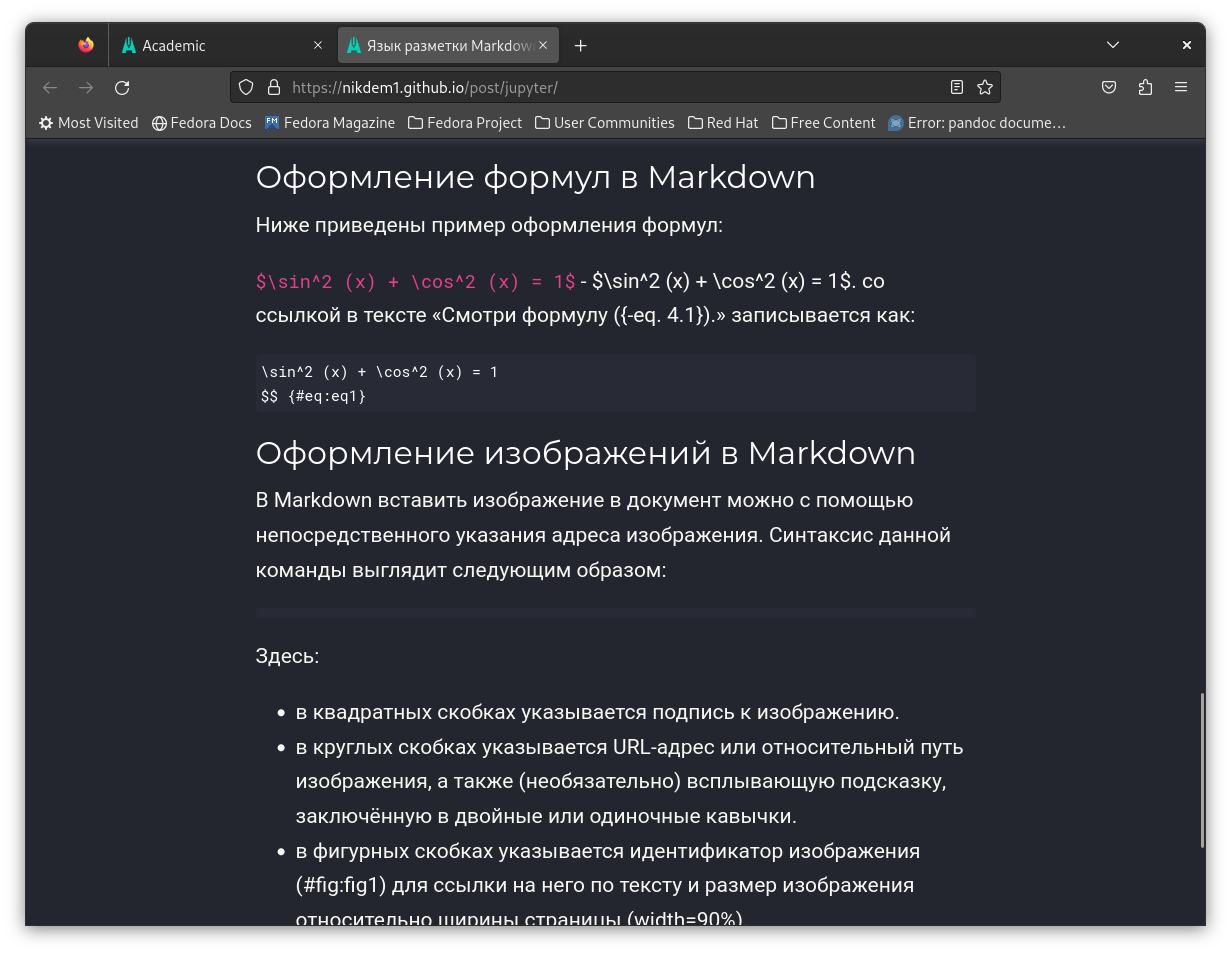 Academic
Язык разметки Markdown
https://nikdem1.github.io/post/jupyter/
Most Visited Fedora Docs FM Fedora Magazine Fedora Project User Communities Red Hat Free Content Error: pandoc docume…
Оформление формул в Markdown
Ниже приведены пример оформления формул:
$\sin^2 (x) + \cos^2 (x) = 1$ - $\sin^2 (x) + \cos^2 (x) = 1$. со
ссылкой в тексте «Смотри формулу ({-eq. 4.1}).» записывается как:
\sin^2 (x) + \cos^2 (x) = 1
$$ {#eq:eq1}
Оформление изображений в Markdown
В Markdown вставить изображение в документ можно с помощью
непосредственного указания адреса изображения. Синтаксис данной
команды выглядит следующим образом:
Здесь:
• в квадратных скобках указывается подпись к изображению.
• в круглых скобках указывается URL-адрес или относительный путь
изображения, а также (необязательно) всплывающую подсказку,
заключённую в двойные или одиночные кавычки.
• в фигурных скобках указывается идентификатор изображения
(#fig:fig1) для ссылки на него по тексту и размер изображения
относительно ширины страницы (width=90%)